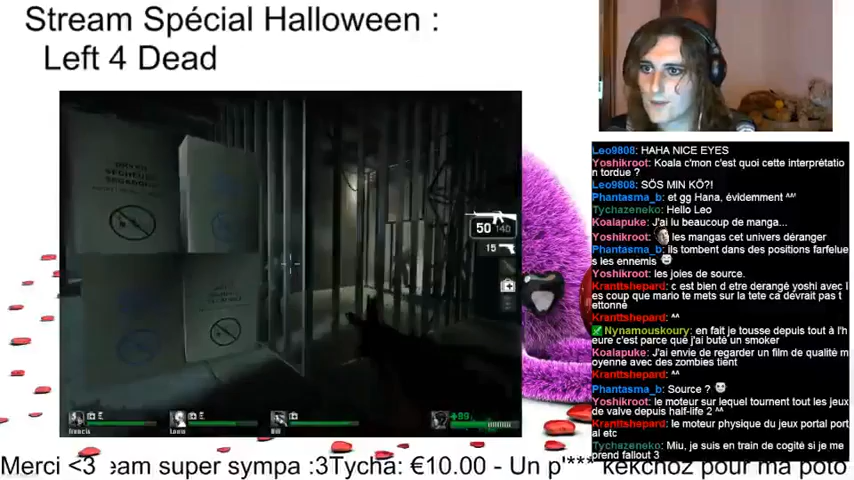 Stream Spécial Halloween :
Left 4 Dead
50 140
15
Francis
Louis
Bill
+99
Leo9808: HAHA NICE EYES
Yoshikroot: Koala c'mon c'est quoi cette interprétatio
n tordue ?
Leo9808: SÖS MIN KÖ?!
Phantasma_b: et gg Hana, évidemment ^^
Tychazeneko: Hello Leo
Koalapuke: J'ai lu beaucoup de manga...
Yoshikroot: les mangas cet univers déranger
Phantasma_b: ils tombent dans des positions farfelue
s les ennemis
Yoshikroot: les joies de source.
Kranttshepard: c est bien d etre derangé yoshi avec l
es coup que mario te mets sur la tete ca devrait pas t
ettonné
Kranttshepard: ^^
Nynamouskoury: en fait je tousse depuis tout à l'h
eure c'est parce que j'ai buté un smoker
Koalapuke: J'ai envie de regarder un film de qualité m
oyenne avec des zombies tient
Kranttshepard: ^^
Phantasma_b: Source ?
Yoshikroot: le moteur sur lequel tournent tout les jeux
de valve depuis half-life 2 ^^
Kranttshepard: le moteur physique du jeux portal port
al etc
Tychazeneko: Miu, je suis en train de cogité si je me
prend fallout 3
Merci <3 eam super sympa :3Tycha: €10.00 - Un p'*** kekchoz pour ma poto